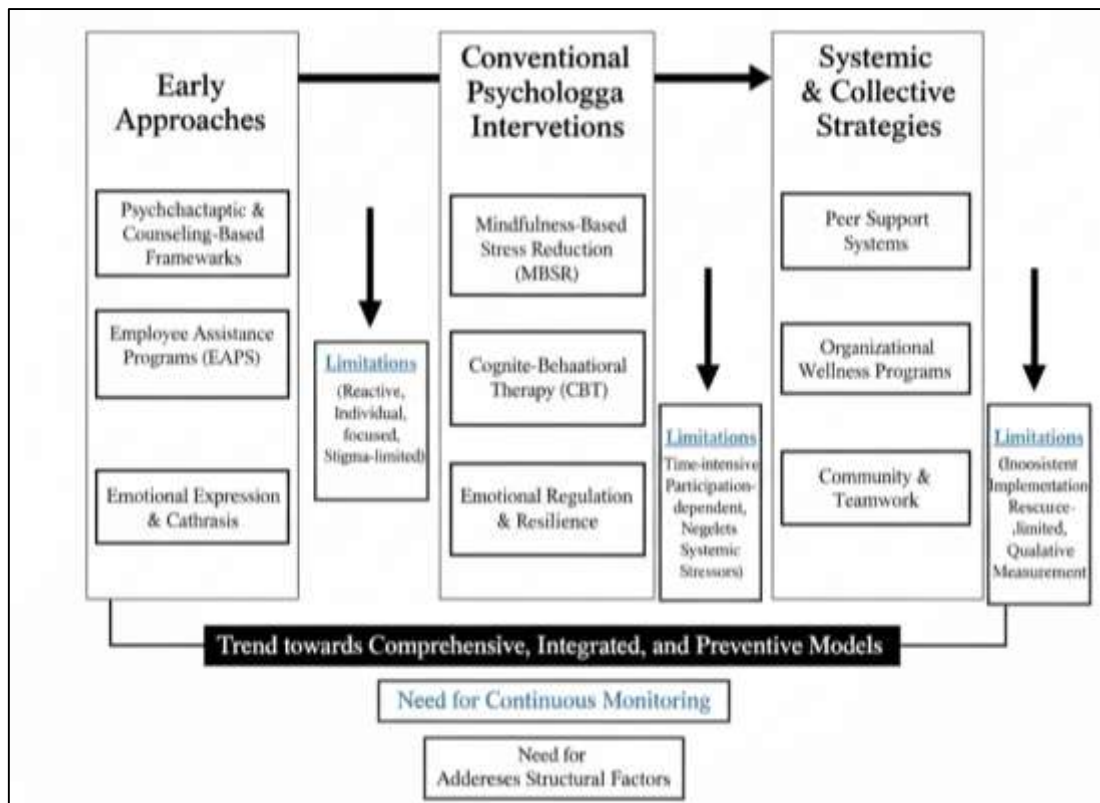 Early
Approaches
Psychchactaptic &
Counseling-Based
Framewarks
Employee Assistance
Programs (EAPS)
Emotional Expression
& Cathrasis
Limitations
(Reactive,
Individual,
focused,
Stigma-limited)
Conventional
Psychologga
Intervetions
Mindfulness-Based
Stress Reduction
(MBSR)
Cognite-Behaational
Therapy (CBT)
Emotional Regulation
& Resilience
Limitations
Time-intensive
Participation-
dependent,
Negelets
Systemic
Stressors)
Systemic
& Collective
Strategies
Peer Support
Systems
Organizational
Wellness Programs
Community &
Teamwork
Limitations
(Inoosistent
Implementation
Rescurce-
.limited,
Qualative
Measurement
Trend towards Comprehensive, Integrated, and Preventive Models
Need for Continuous Monitoring
Need for
Addereses Structural Factors